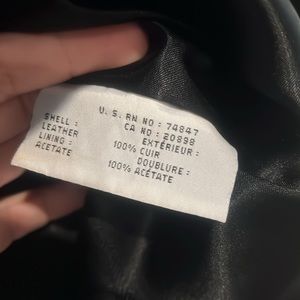 U.S. RN NO: 74847
CA NO: 20898
SHELL: EXTÉRIEUR:
LEATHER 100% CUIR
LINING: DOUBLURE:
ACETATE 100% ACÉTATE